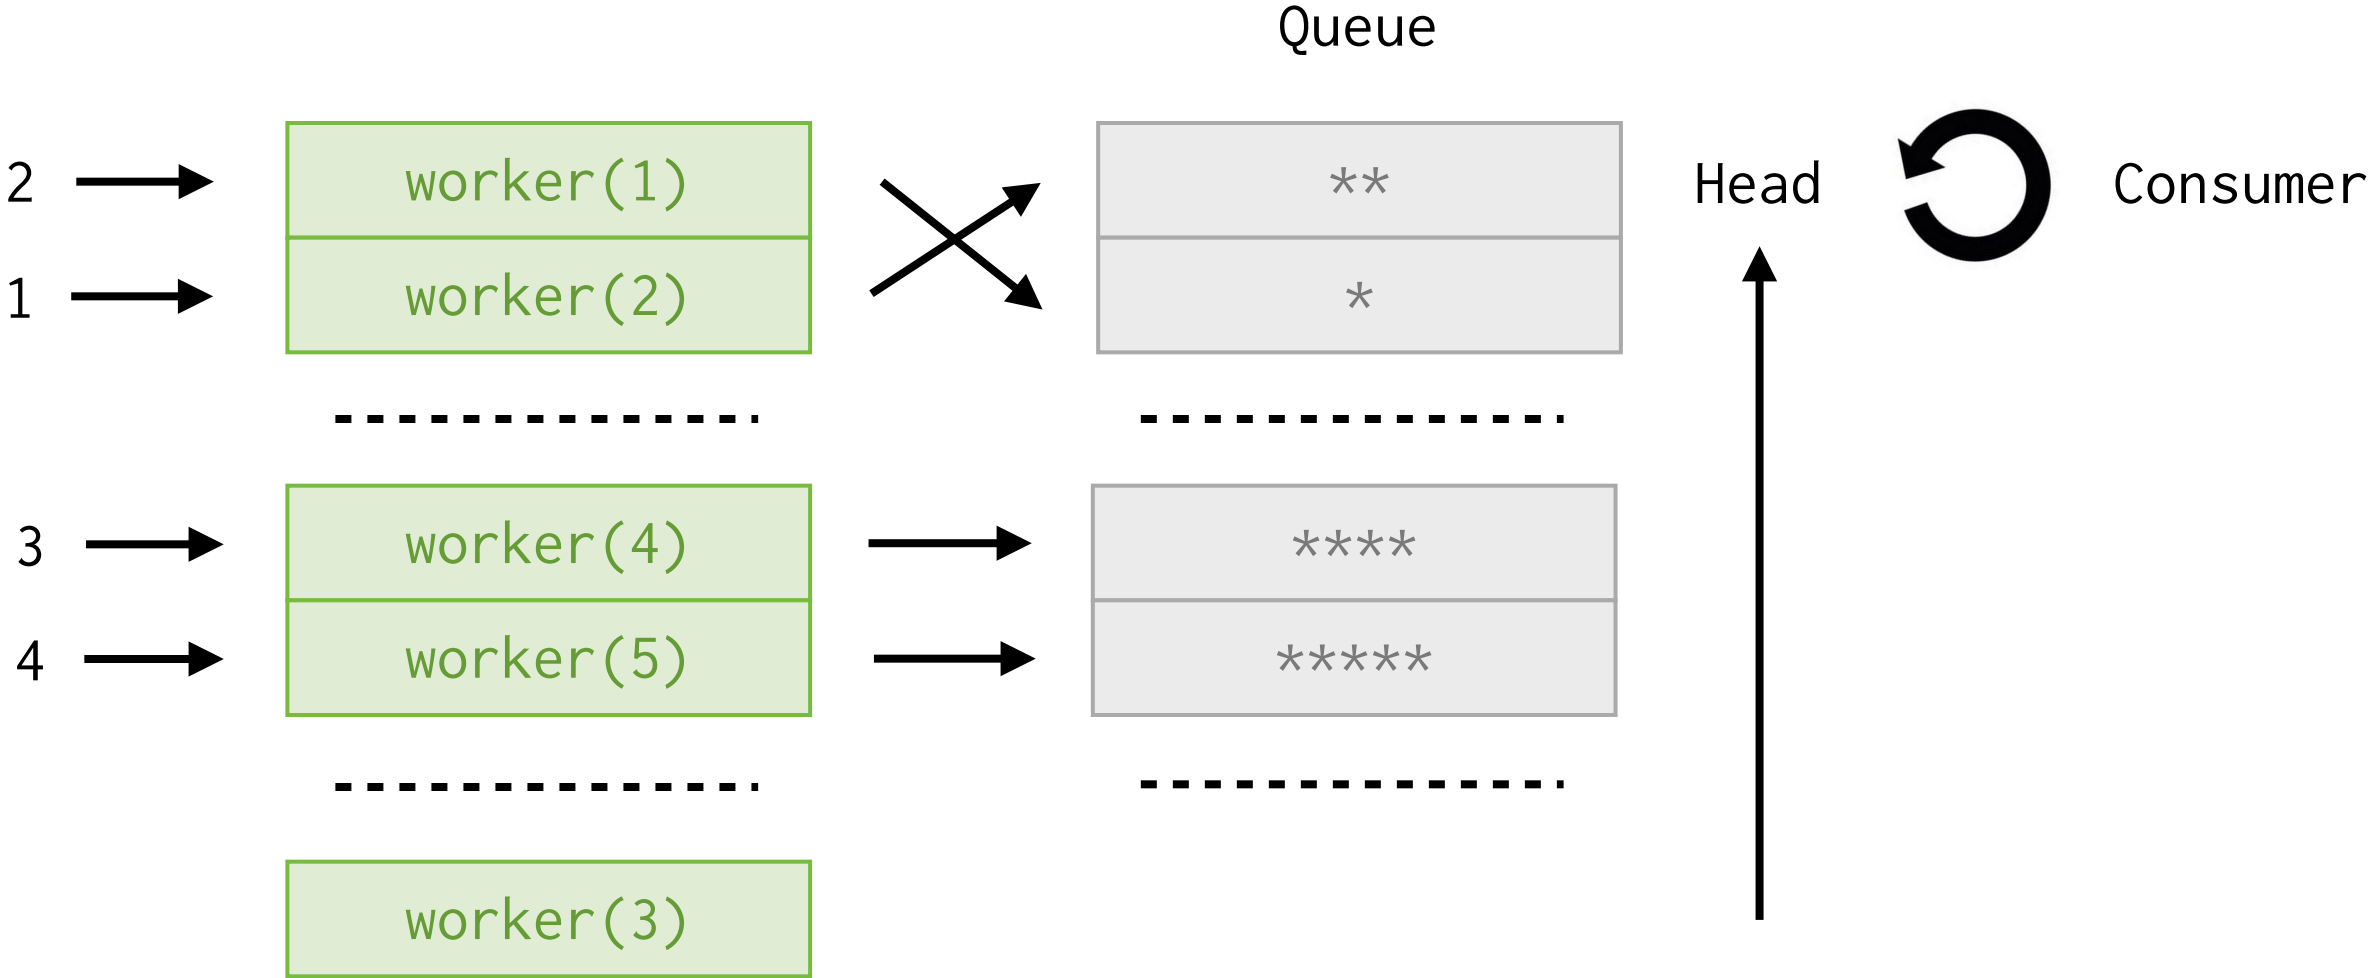 Queue
2 worker(1) ** Head Consumer
1 worker(2) *
3 worker(4) ****
4 worker(5) *****
worker(3)